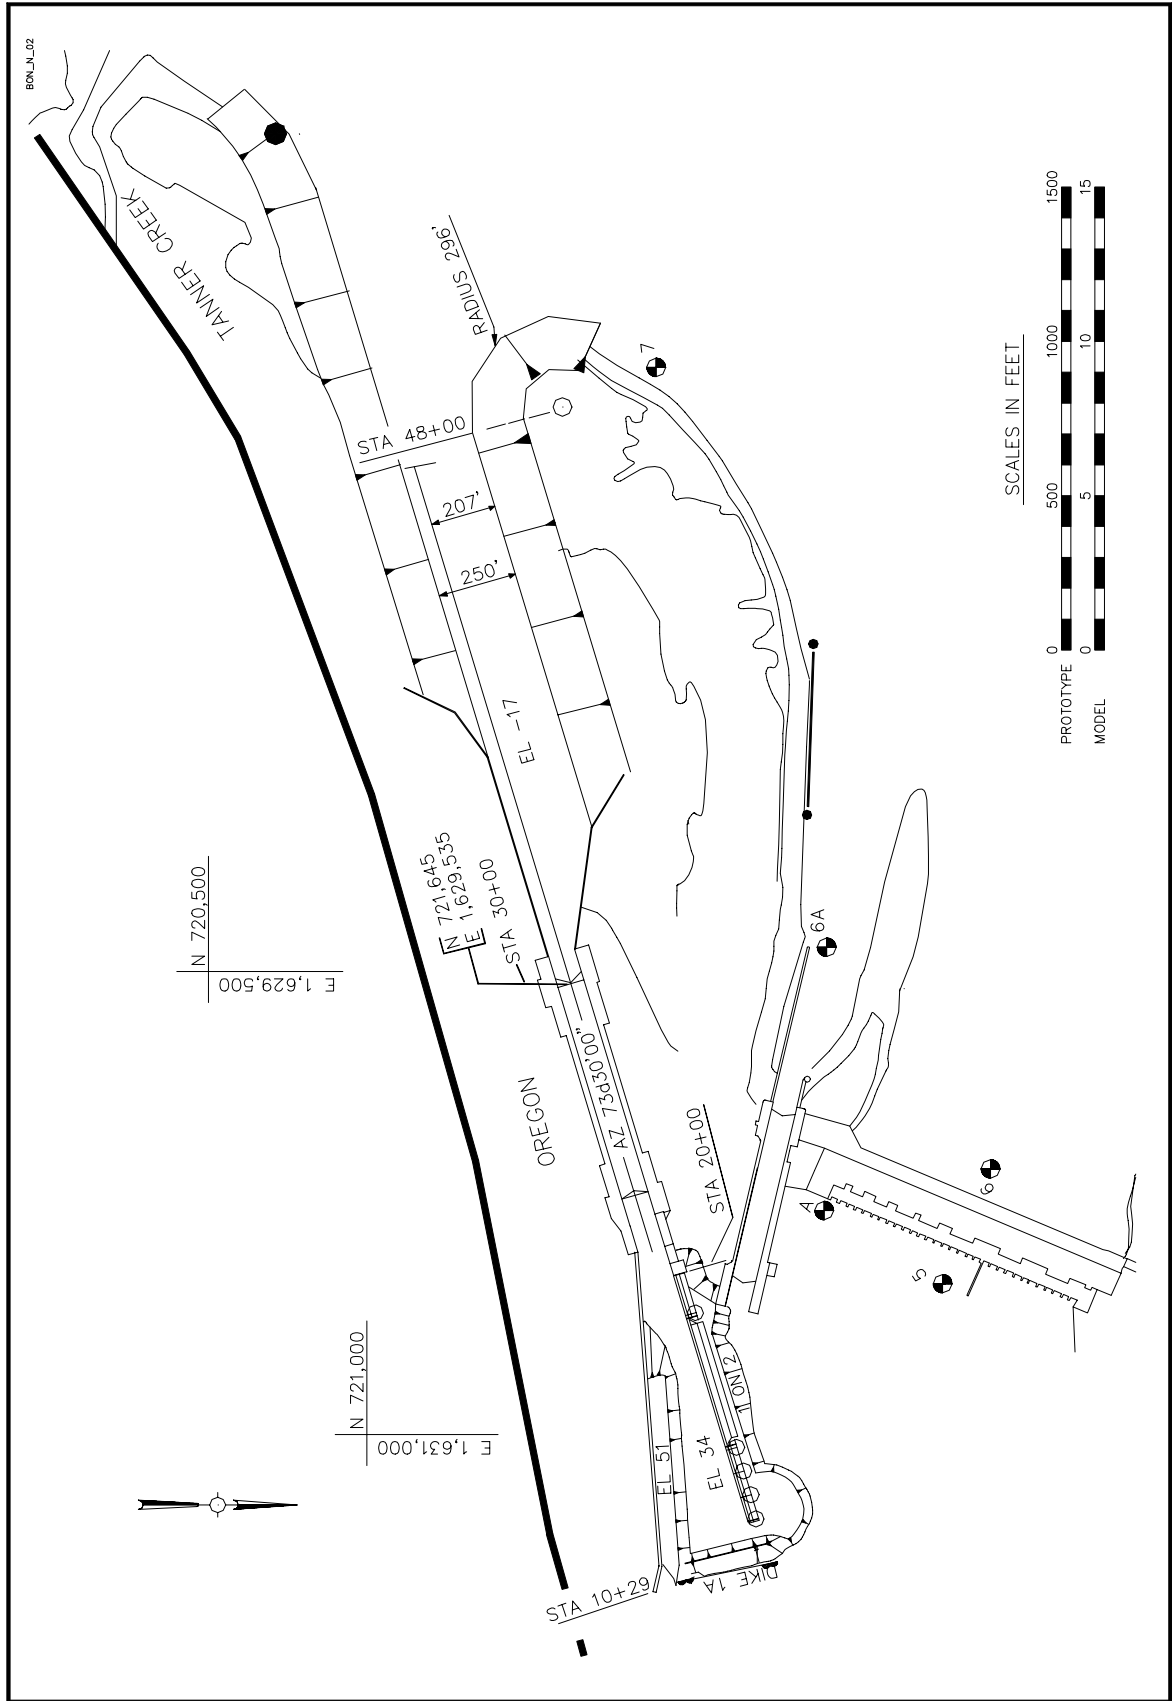 BON_N_02
TANNER CREEK
RADIUS 296'
7
STA 48+00
207'
250'
EL -17
SCALES IN FEET
PROTOTYPE
0
500
1000
1500
MODEL
0
5
10
15
N 720,500
E 1,629,500
N 721,645
E 1,629,535
STA 30+00
6A
OREGON
AZ 73d30'00"
STA 20+00
A
6
5
N 721,000
E 1,631,000
1 ON 2
EL 34
EL 51
DIKE 1A
STA 10+29